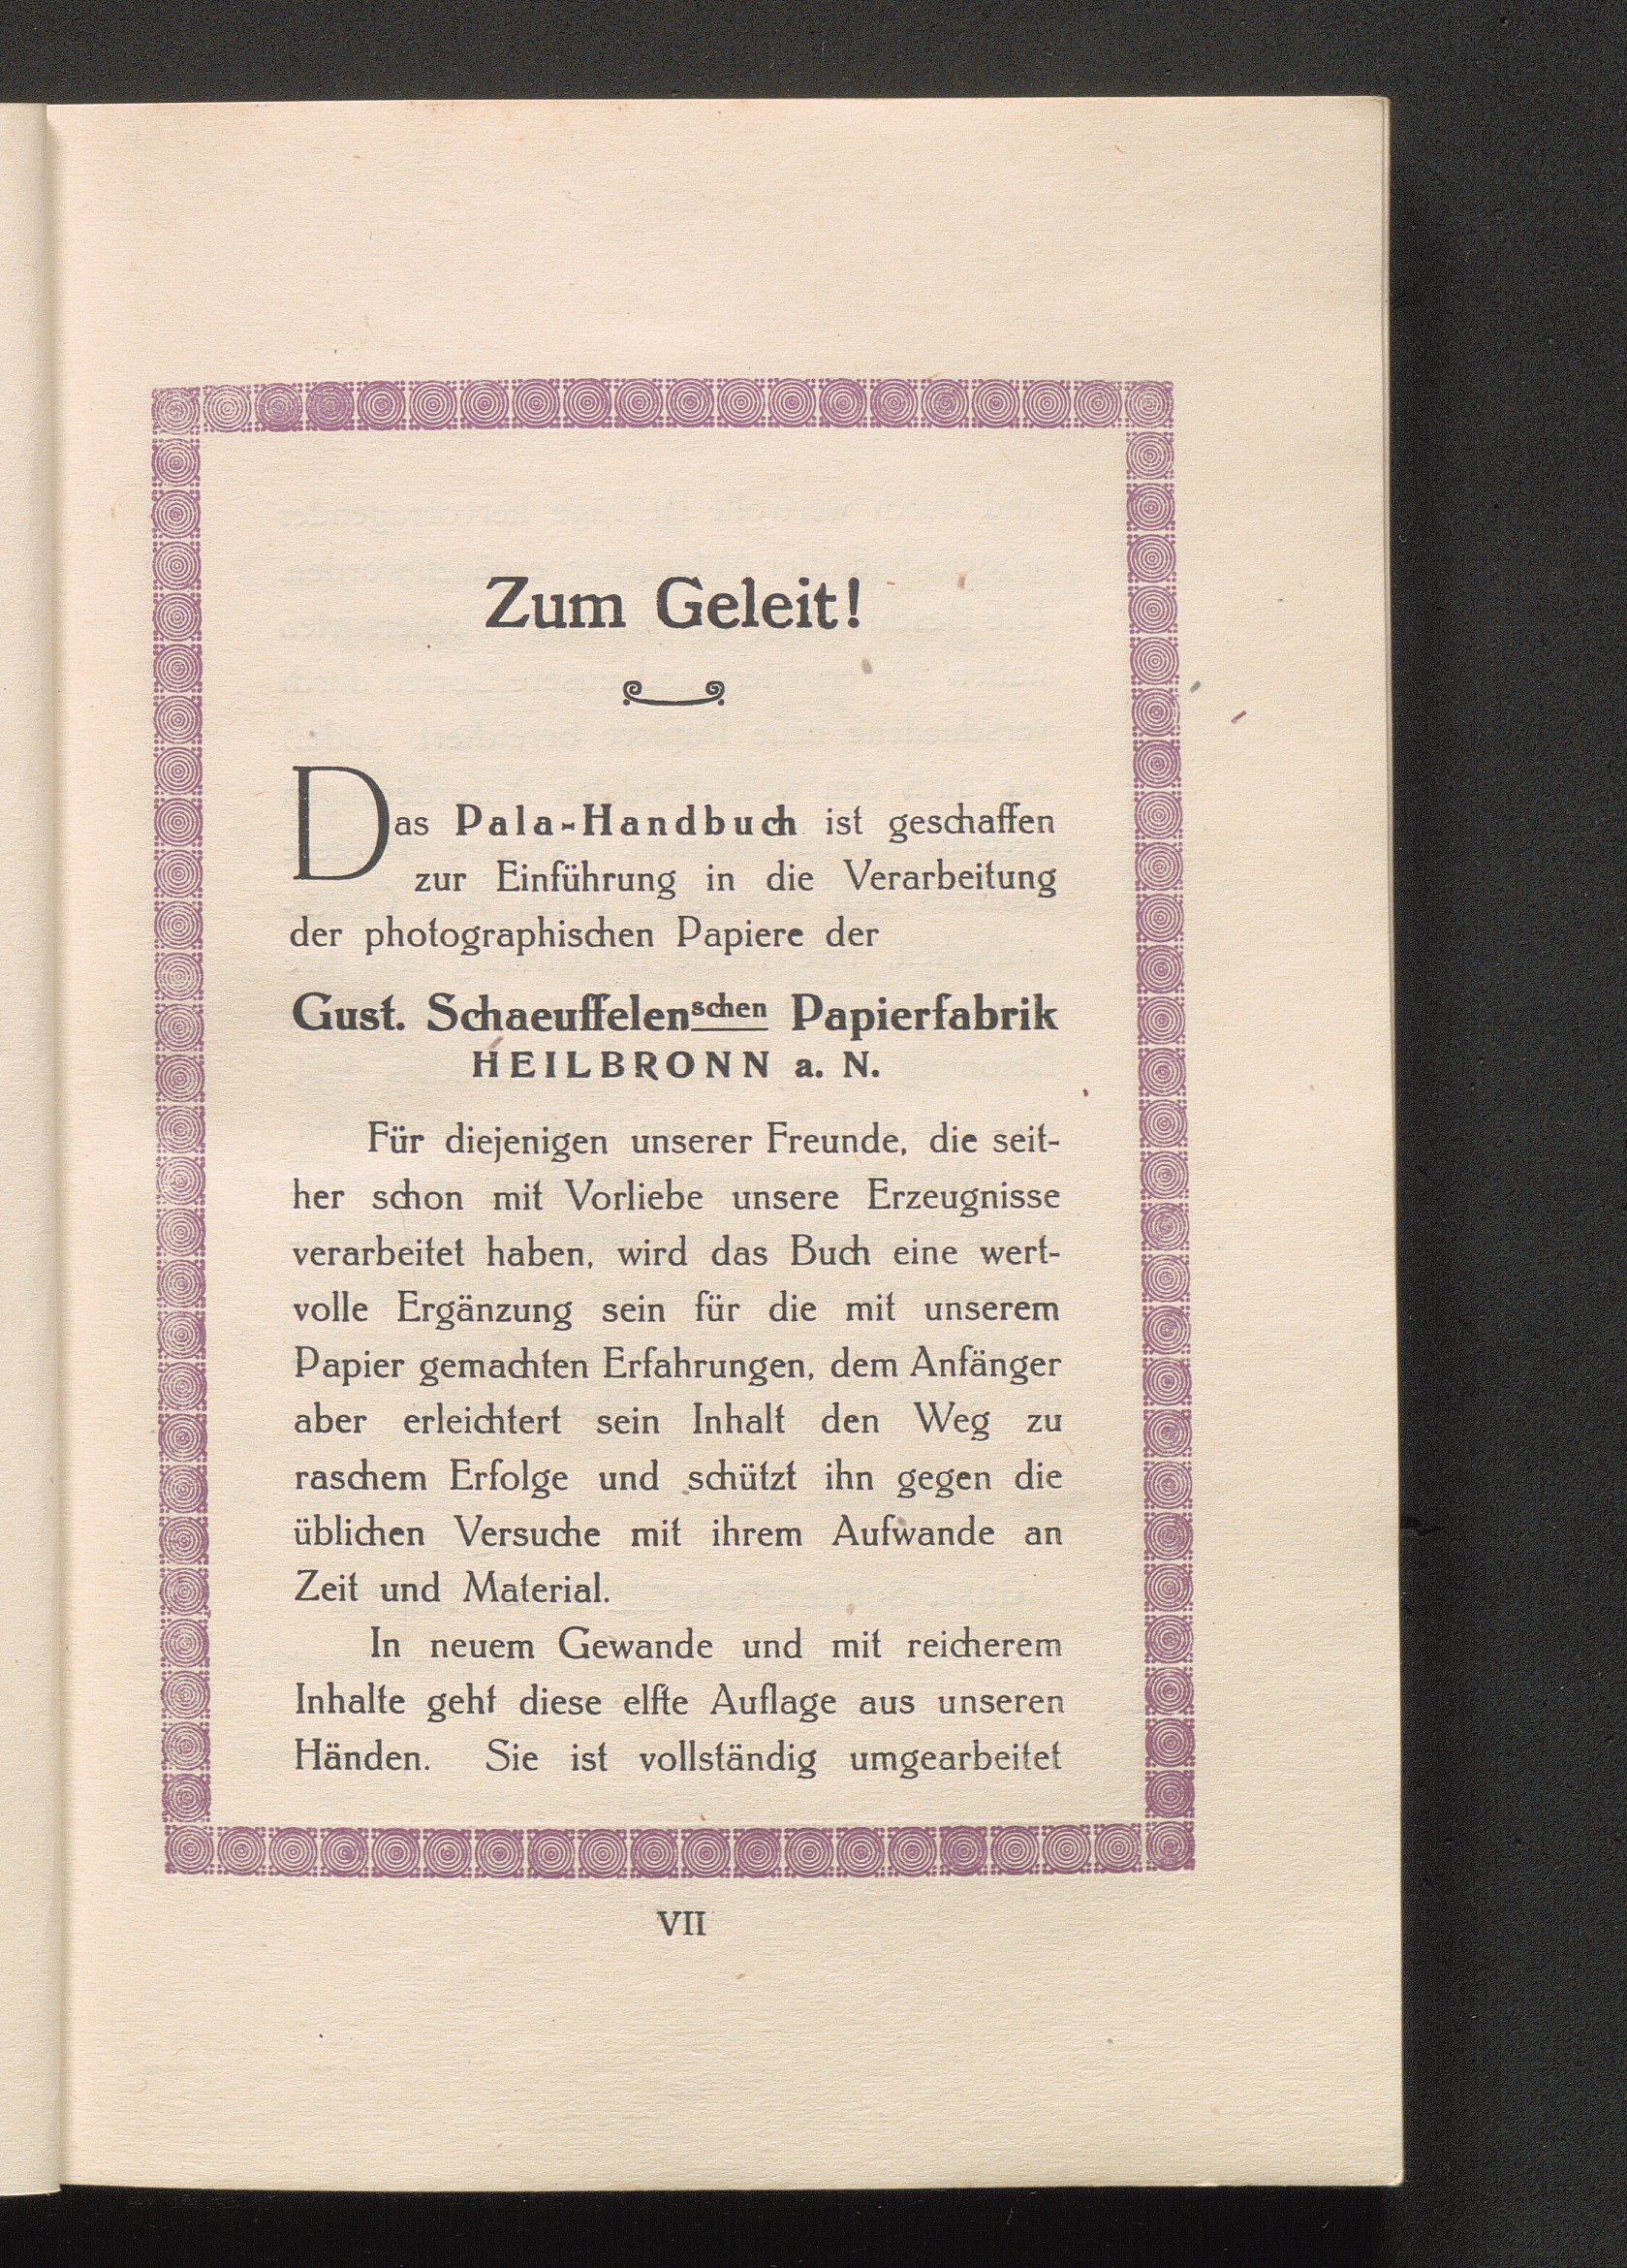 Zum Geleit!
Das Pala-Handbuch ist geschaffen
zur Einführung in die Verarbeitung
der photographischen Papiere der
Gust. Schaeuffelenschen Papierfabrik
HEILBRONN a. N.
Für diejenigen unserer Freunde, die seit-
her schon mit Vorliebe unsere Erzeugnisse
verarbeitet haben, wird das Buch eine wert-
volle Ergänzung sein für die mit unserem
Papier gemachten Erfahrungen, dem Anfänger
aber erleichtert sein Inhalt den Weg zu
raschem Erfolge und schützt ihn gegen die
üblichen Versuche mit ihrem Aufwande an
Zeit und Material.
In neuem Gewande und mit reicherem
Inhalte geht diese elfte Auflage aus unseren
Händen. Sie ist vollständig umgearbeitet
VII